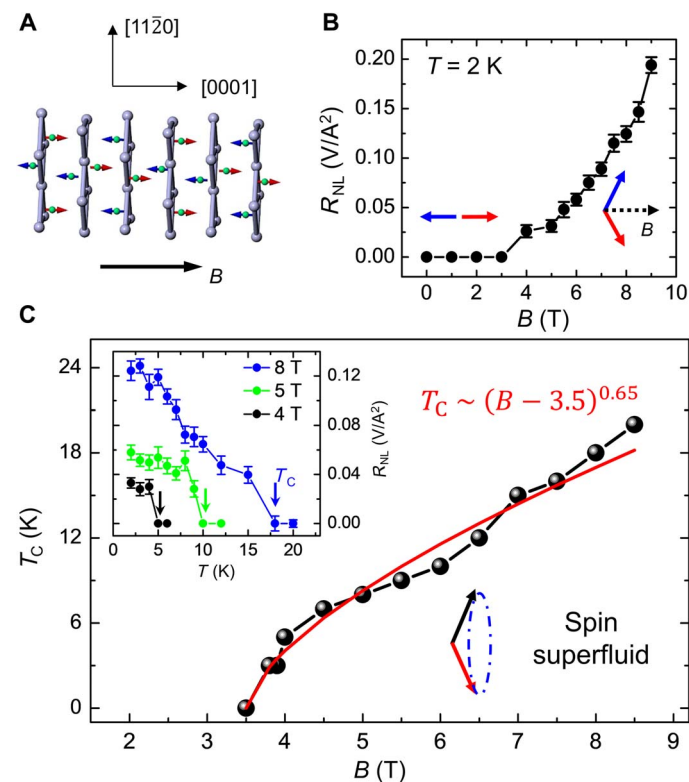 A
[112̄0]
[0001]
B
B
T = 2 K
R_NL (V/A²)
0.20
0.15
0.10
0.05
0.00
B
0 2 4 6 8 10
B (T)
C
T_C (K)
24
18
12
6
0
8 T
5 T
4 T
T_C
0.12
0.08
0.04
0.00
R_NL (V/A²)
0 5 10 15 20
T (K)
T_C ~ (B − 3.5)^0.65
Spin
superfluid
2 3 4 5 6 7 8 9
B (T)